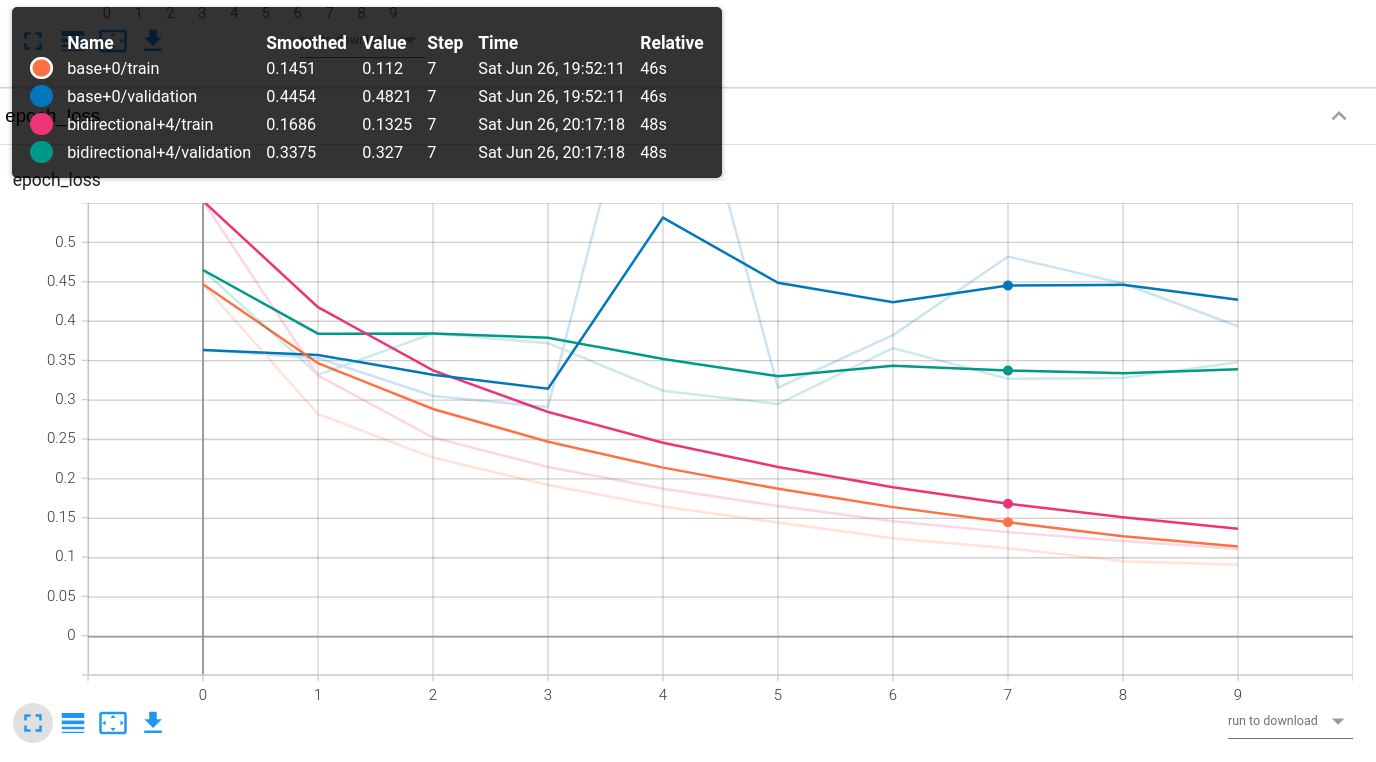 0 1 2 3 4 5 6 7 8 9
Name Smoothed Value Step Time Relative
base+0/train 0.1451 0.112 7 Sat Jun 26, 19:52:11 46s
base+0/validation 0.4454 0.4821 7 Sat Jun 26, 19:52:11 46s
epoch_loss
bidirectional+4/train 0.1686 0.1325 7 Sat Jun 26, 20:17:18 48s
bidirectional+4/validation 0.3375 0.327 7 Sat Jun 26, 20:17:18 48s
epoch_loss
0.5
0.45
0.4
0.35
0.3
0.25
0.2
0.15
0.1
0.05
0
0 1 2 3 4 5 6 7 8 9
run to download